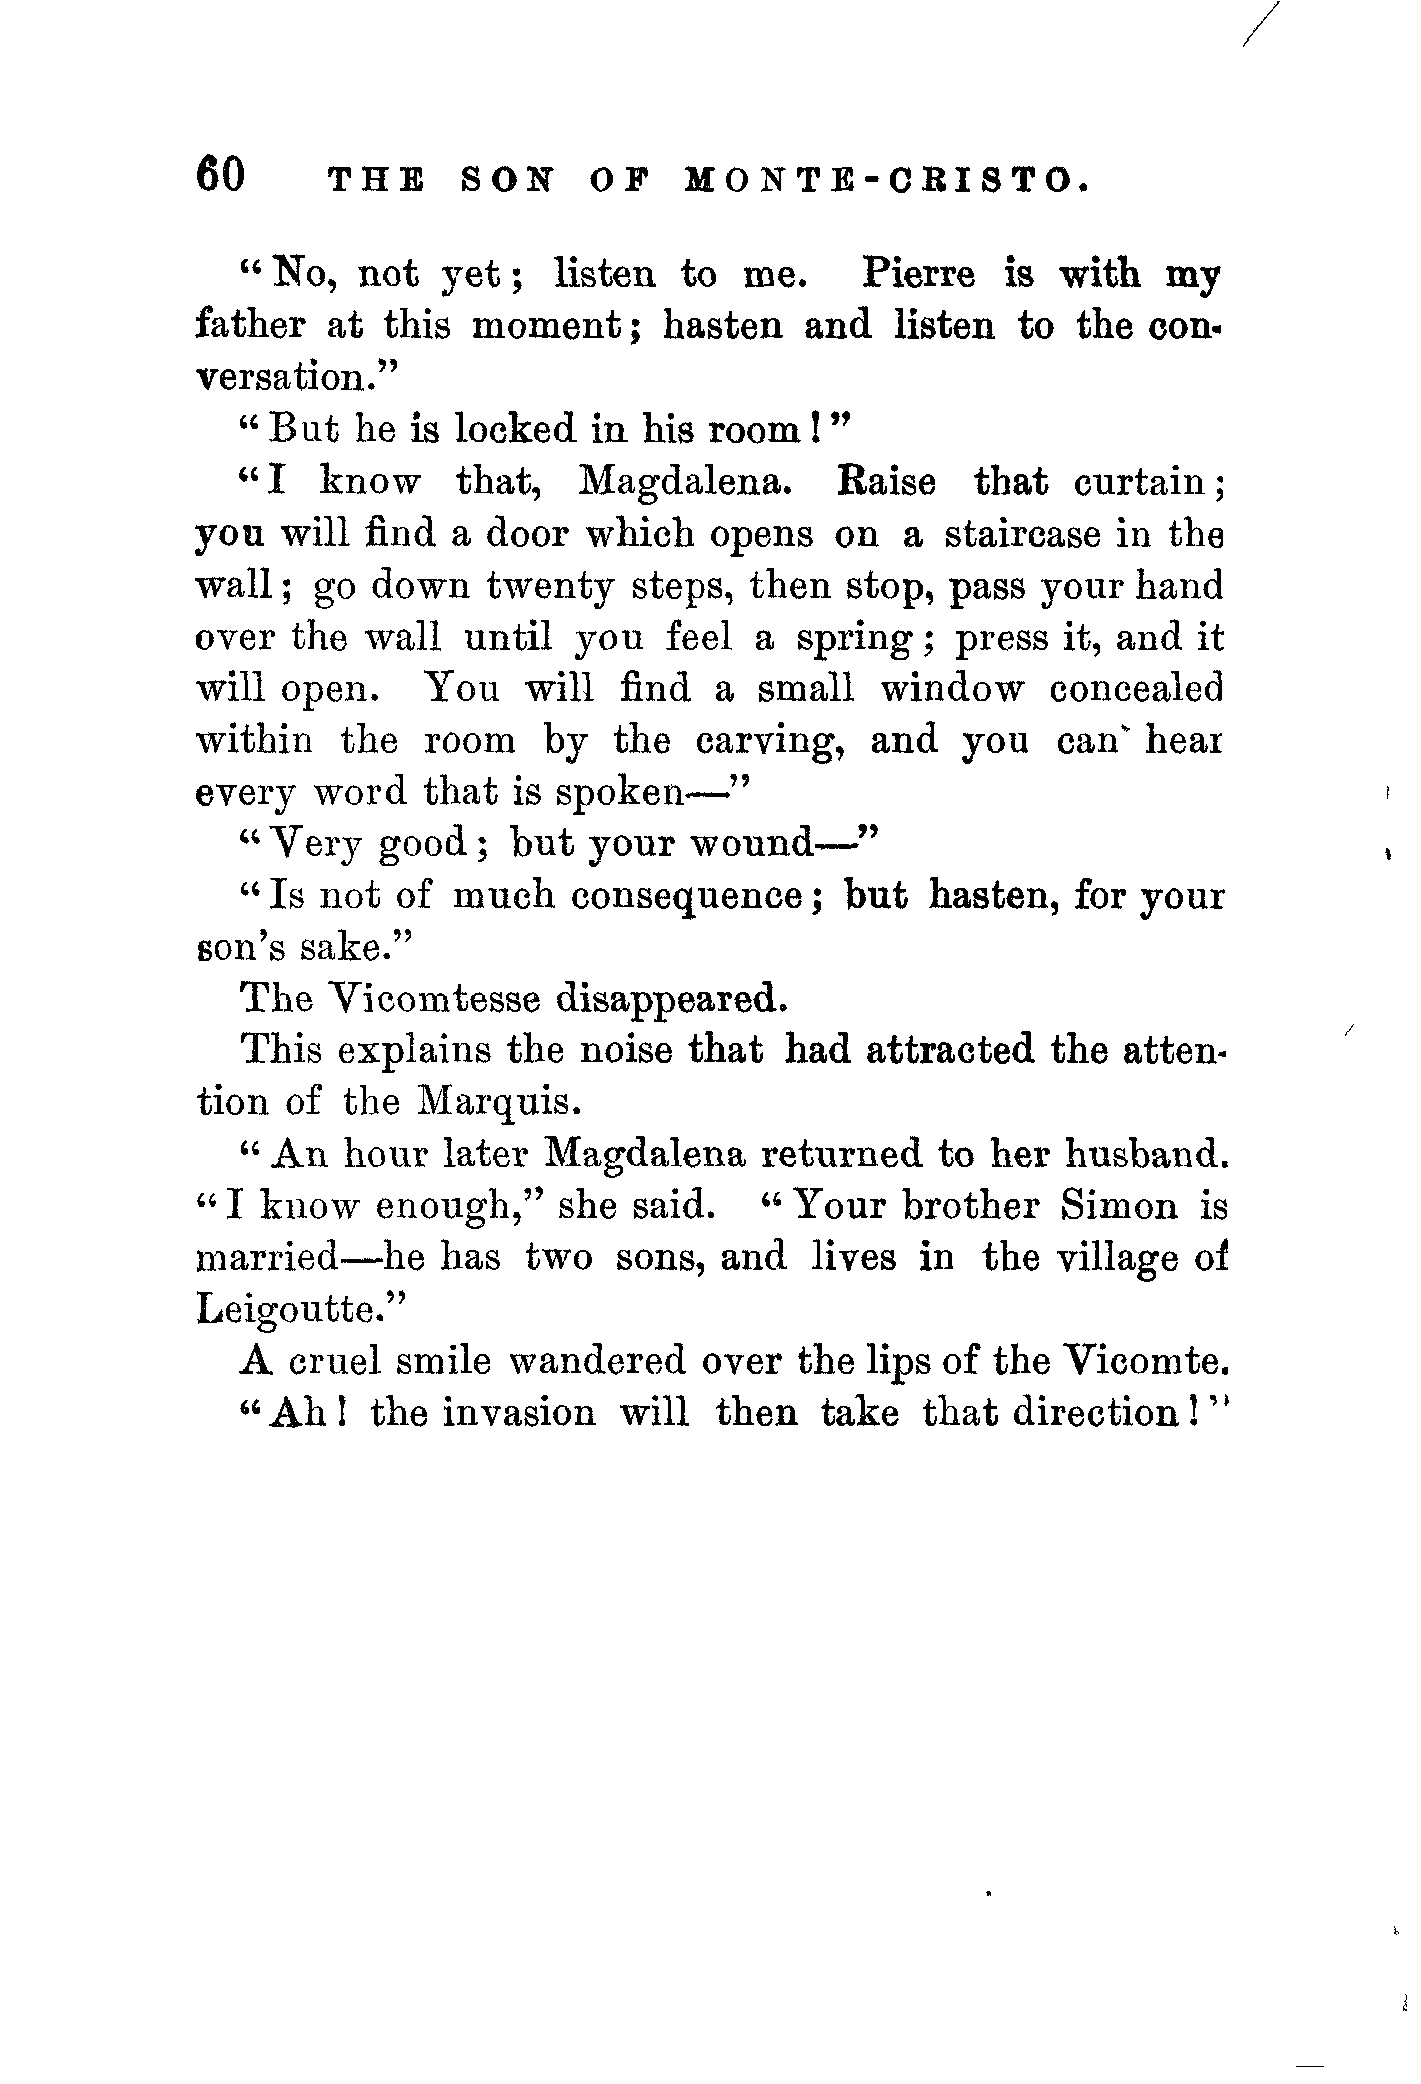 60 THE SON OF MONTE-CRISTO.
"No, not yet; listen to me. Pierre is with my
father at this moment; hasten and listen to the con-
versation."
"But he is locked in his room!"
"I know that, Magdalena. Raise that curtain;
you will find a door which opens on a staircase in the
wall; go down twenty steps, then stop, pass your hand
over the wall until you feel a spring; press it, and it
will open. You will find a small window concealed
within the room by the carving, and you can hear
every word that is spoken—"
"Very good; but your wound—"
"Is not of much consequence; but hasten, for your
son's sake."
The Vicomtesse disappeared.
This explains the noise that had attracted the atten-
tion of the Marquis.
"An hour later Magdalena returned to her husband.
"I know enough," she said. "Your brother Simon is
married—he has two sons, and lives in the village of
Leigoutte."
A cruel smile wandered over the lips of the Vicomte.
"Ah! the invasion will then take that direction!"